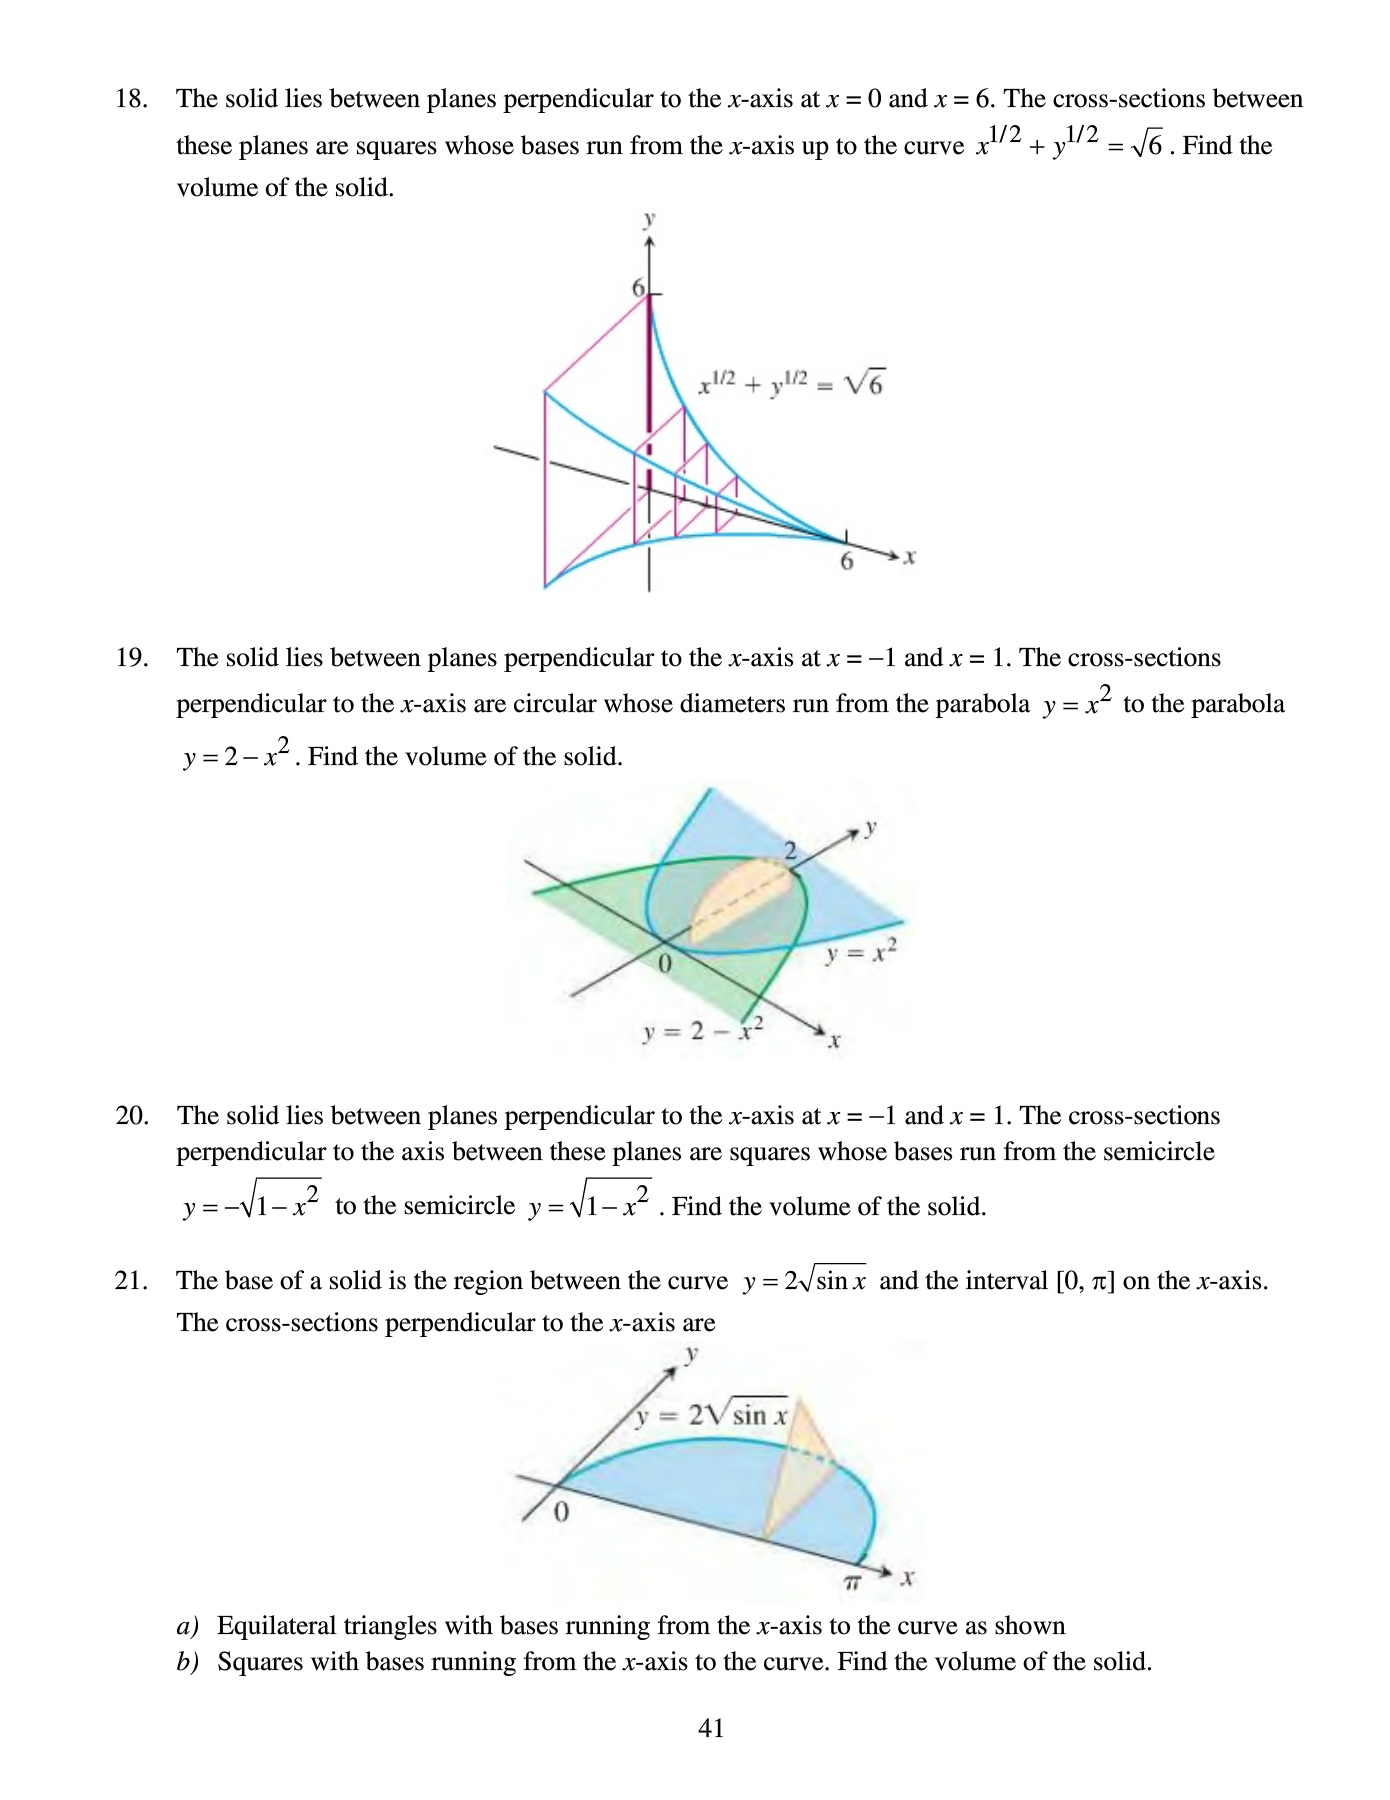 18. The solid lies between planes perpendicular to the x-axis at x = 0 and x = 6. The cross-sections between
these planes are squares whose bases run from the x-axis up to the curve x^1/2 + y^1/2 = √6 . Find the
volume of the solid.
y
6
x^1/2 + y^1/2 = √6
6
x
19. The solid lies between planes perpendicular to the x-axis at x = −1 and x = 1. The cross-sections
perpendicular to the x-axis are circular whose diameters run from the parabola y = x^2 to the parabola
y = 2 − x^2 . Find the volume of the solid.
y
2
y = x^2
0
y = 2 − x^2
x
20. The solid lies between planes perpendicular to the x-axis at x = −1 and x = 1. The cross-sections
perpendicular to the axis between these planes are squares whose bases run from the semicircle
y = −√(1 − x^2) to the semicircle y = √(1 − x^2) . Find the volume of the solid.
21. The base of a solid is the region between the curve y = 2√sin x and the interval [0, π] on the x-axis.
The cross-sections perpendicular to the x-axis are
y
y = 2√sin x
0
π
x
a) Equilateral triangles with bases running from the x-axis to the curve as shown
b) Squares with bases running from the x-axis to the curve. Find the volume of the solid.
41